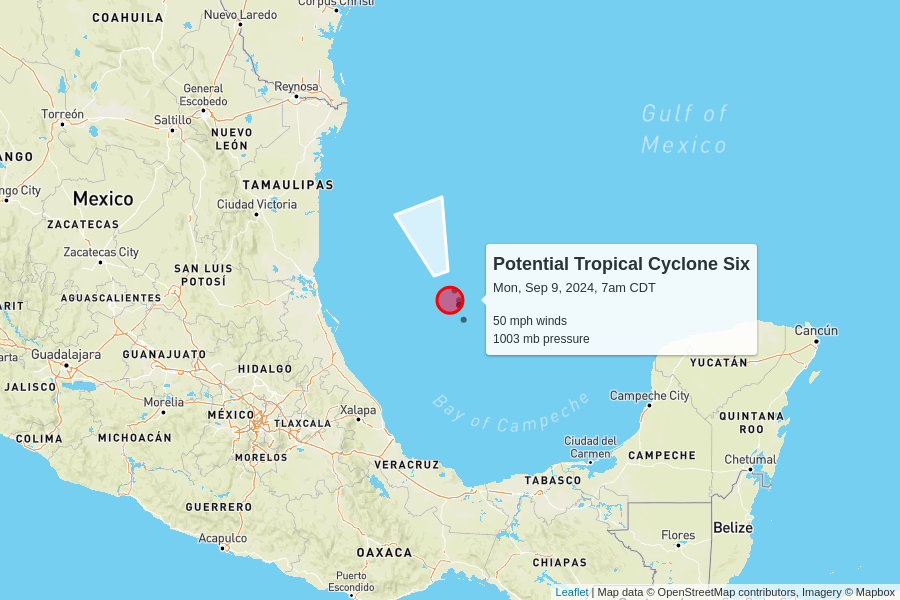 Corpus Christi
COAHUILA
Nuevo Laredo
General
Escobedo
Reynosa
Torreón
Saltillo
NUEVO
LEÓN
Gulf of
Mexico
ANGO
ngo City
Mexico
TAMAULIPAS
Ciudad Victoria
ZACATECAS
Zacatecas City
SAN LUIS
POTOSÍ
Potential Tropical Cyclone Six
Mon, Sep 9, 2024, 7am CDT
50 mph winds
1003 mb pressure
ARIT
AGUASCALIENTES
Cancún
arta
Guadalajara
GUANAJUATO
HIDALGO
YUCATÁN
JALISCO
Morelia
MÉXICO
TLAXCALA
Xalapa
Bay of Campeche
Campeche City
QUINTANA
ROO
COLIMA
MICHOACÁN
MORELOS
VERACRUZ
Ciudad del
Carmen
CAMPECHE
Chetumal
TABASCO
GUERRERO
Acapulco
OAXACA
Flores
Belize
CHIAPAS
Puerto
Escondido
Leaflet | Map data © OpenStreetMap contributors, Imagery © Mapbox